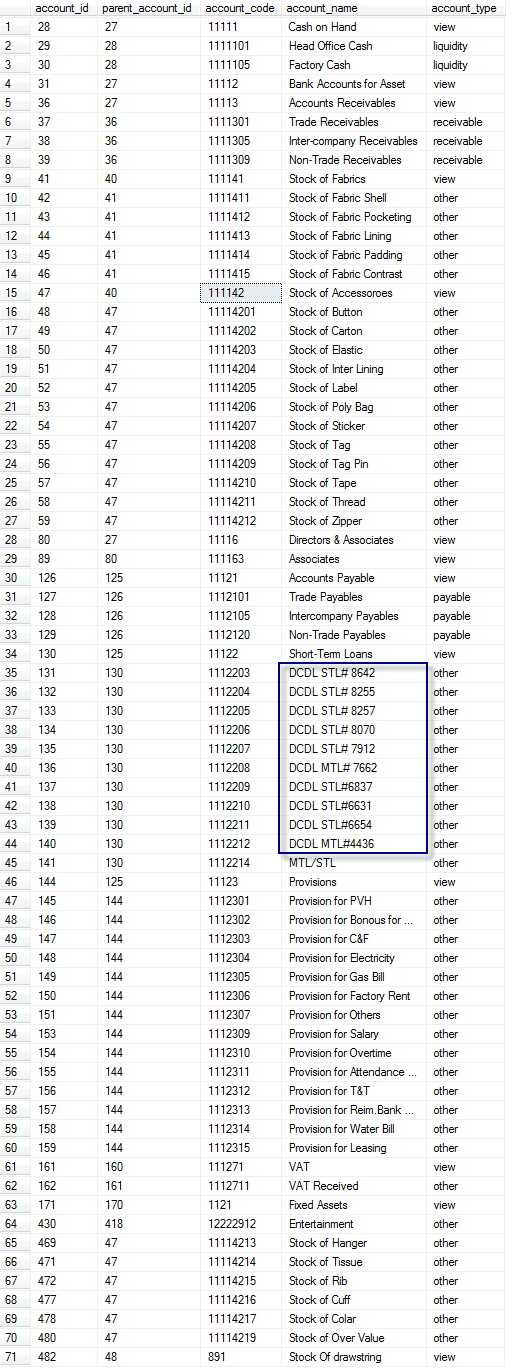 account_id parent_account_id account_code account_name account_type
1 28 27 11111 Cash on Hand view
2 29 28 1111101 Head Office Cash liquidity
3 30 28 1111105 Factory Cash liquidity
4 31 27 11112 Bank Accounts for Asset view
5 36 27 11113 Accounts Receivables view
6 37 36 1111301 Trade Receivables receivable
7 38 36 1111305 Inter-company Receivables receivable
8 39 36 1111309 Non-Trade Receivables receivable
9 41 40 111141 Stock of Fabrics view
10 42 41 1111411 Stock of Fabric Shell other
11 43 41 1111412 Stock of Fabric Pocketing other
12 44 41 1111413 Stock of Fabric Lining other
13 45 41 1111414 Stock of Fabric Padding other
14 46 41 1111415 Stock of Fabric Contrast other
15 47 40 111142 Stock of Accessoroes view
16 48 47 11114201 Stock of Button other
17 49 47 11114202 Stock of Carton other
18 50 47 11114203 Stock of Elastic other
19 51 47 11114204 Stock of Inter Lining other
20 52 47 11114205 Stock of Label other
21 53 47 11114206 Stock of Poly Bag other
22 54 47 11114207 Stock of Sticker other
23 55 47 11114208 Stock of Tag other
24 56 47 11114209 Stock of Tag Pin other
25 57 47 11114210 Stock of Tape other
26 58 47 11114211 Stock of Thread other
27 59 47 11114212 Stock of Zipper other
28 80 27 11116 Directors & Associates view
29 89 80 111163 Associates view
30 126 125 11121 Accounts Payable view
31 127 126 1112101 Trade Payables payable
32 128 126 1112105 Intercompany Payables payable
33 129 126 1112120 Non-Trade Payables payable
34 130 125 11122 Short-Term Loans view
35 131 130 1112203 DCDL STL# 8642 other
36 132 130 1112204 DCDL STL# 8255 other
37 133 130 1112205 DCDL STL# 8257 other
38 134 130 1112206 DCDL STL# 8070 other
39 135 130 1112207 DCDL STL# 7912 other
40 136 130 1112208 DCDL MTL# 7662 other
41 137 130 1112209 DCDL STL#6837 other
42 138 130 1112210 DCDL STL#6631 other
43 139 130 1112211 DCDL STL#6654 other
44 140 130 1112212 DCDL MTL#4436 other
45 141 130 1112214 MTL/STL other
46 144 125 11123 Provisions view
47 145 144 1112301 Provision for PVH other
48 146 144 1112302 Provision for Bonous for ... other
49 147 144 1112303 Provision for C&F other
50 148 144 1112304 Provision for Electricity other
51 149 144 1112305 Provision for Gas Bill other
52 150 144 1112306 Provision for Factory Rent other
53 151 144 1112307 Provision for Others other
54 153 144 1112309 Provision for Salary other
55 154 144 1112310 Provision for Overtime other
56 155 144 1112311 Provision for Attendance ... other
57 156 144 1112312 Provision for T&T other
58 157 144 1112313 Provision for Reim.Bank ... other
59 158 144 1112314 Provision for Water Bill other
60 159 144 1112315 Provision for Leasing other
61 161 160 111271 VAT view
62 162 161 1112711 VAT Received other
63 171 170 1121 Fixed Assets view
64 430 418 12222912 Entertainment other
65 469 47 11114213 Stock of Hanger other
66 471 47 11114214 Stock of Tissue other
67 472 47 11114215 Stock of Rib other
68 477 47 11114216 Stock of Cuff other
69 478 47 11114217 Stock of Colar other
70 480 47 11114219 Stock of Over Value other
71 482 48 891 Stock Of drawstring view